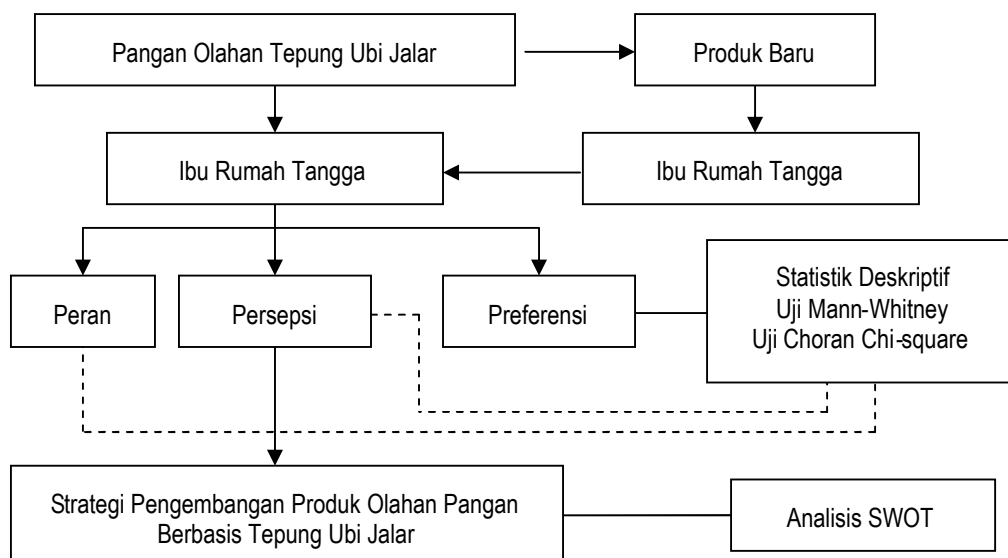 Pangan Olahan Tepung Ubi Jalar
Produk Baru
Ibu Rumah Tangga
Ibu Rumah Tangga
Peran
Persepsi
Preferensi
Statistik Deskriptif
Uji Mann-Whitney
Uji Choran Chi-square
Strategi Pengembangan Produk Olahan Pangan
Berbasis Tepung Ubi Jalar
Analisis SWOT